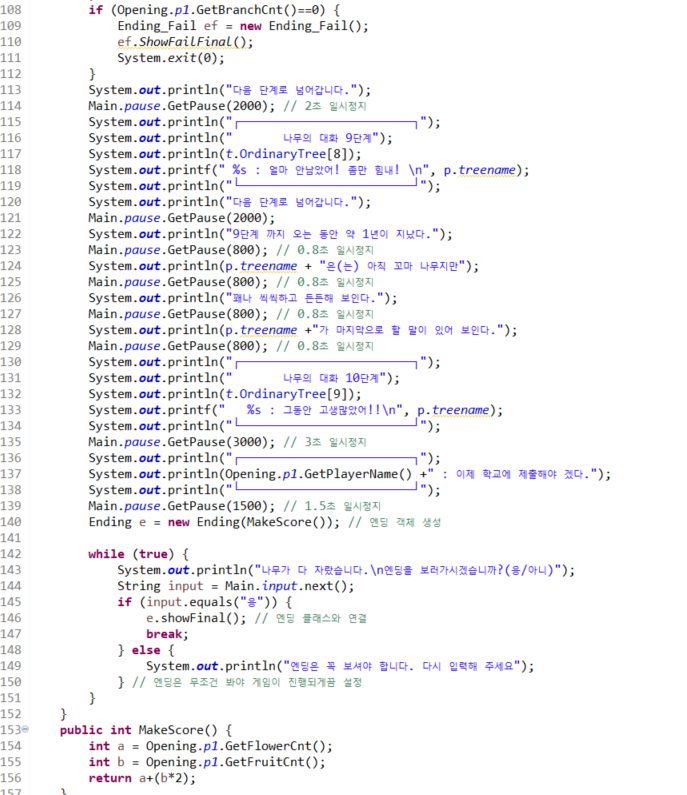 108 if (Opening.p1.GetBranchCnt()==0) {
109 Ending_Fail ef = new Ending_Fail();
110 ef.ShowFailFinal();
111 System.exit(0);
112 }
113 System.out.println("다음 단계로 넘어갑니다.");
114 Main.pause.GetPause(2000); // 2초 일시정지
115 System.out.println("┌─────────────────────────┐");
116 System.out.println(" 나무의 대화 9단계");
117 System.out.println(t.OrdinaryTree[8]);
118 System.out.printf(" %s : 얼마 안남았어! 좀만 힘내! \n", p.treename);
119 System.out.println("└─────────────────────────┘");
120 System.out.println("다음 단계로 넘어갑니다.");
121 Main.pause.GetPause(2000);
122 System.out.println("9단계 까지 오는 동안 약 1년이 지났다.");
123 Main.pause.GetPause(800); // 0.8초 일시정지
124 System.out.println(p.treename + "은(는) 아직 꼬마 나무지만");
125 Main.pause.GetPause(800); // 0.8초 일시정지
126 System.out.println("꽤나 씩씩하고 든든해 보인다.");
127 Main.pause.GetPause(800); // 0.8초 일시정지
128 System.out.println(p.treename +"가 마지막으로 할 말이 있어 보인다.");
129 Main.pause.GetPause(800); // 0.8초 일시정지
130 System.out.println("┌─────────────────────────┐");
131 System.out.println(" 나무의 대화 10단계");
132 System.out.println(t.OrdinaryTree[9]);
133 System.out.printf(" %s : 그동안 고생많았어!!\n", p.treename);
134 System.out.println("└─────────────────────────┘");
135 Main.pause.GetPause(3000); // 3초 일시정지
136 System.out.println("┌─────────────────────────┐");
137 System.out.println(Opening.p1.GetPlayerName() +" : 이제 학교에 제출해야 겠다.");
138 System.out.println("└─────────────────────────┘");
139 Main.pause.GetPause(1500); // 1.5초 일시정지
140 Ending e = new Ending(MakeScore()); // 엔딩 객체 생성
141
142 while (true) {
143 System.out.println("나무가 다 자랐습니다.\n엔딩을 보러가시겠습니까?(응/아니)");
144 String input = Main.input.next();
145 if (input.equals("응")) {
146 e.showFinal(); // 엔딩 클래스와 연결
147 break;
148 } else {
149 System.out.println("엔딩은 꼭 보셔야 합니다. 다시 입력해 주세요");
150 } // 엔딩은 무조건 봐야 게임이 진행되게끔 설정
151 }
152 }
153 public int MakeScore() {
154 int a = Opening.p1.GetFlowerCnt();
155 int b = Opening.p1.GetFruitCnt();
156 return a+(b*2);
157 }